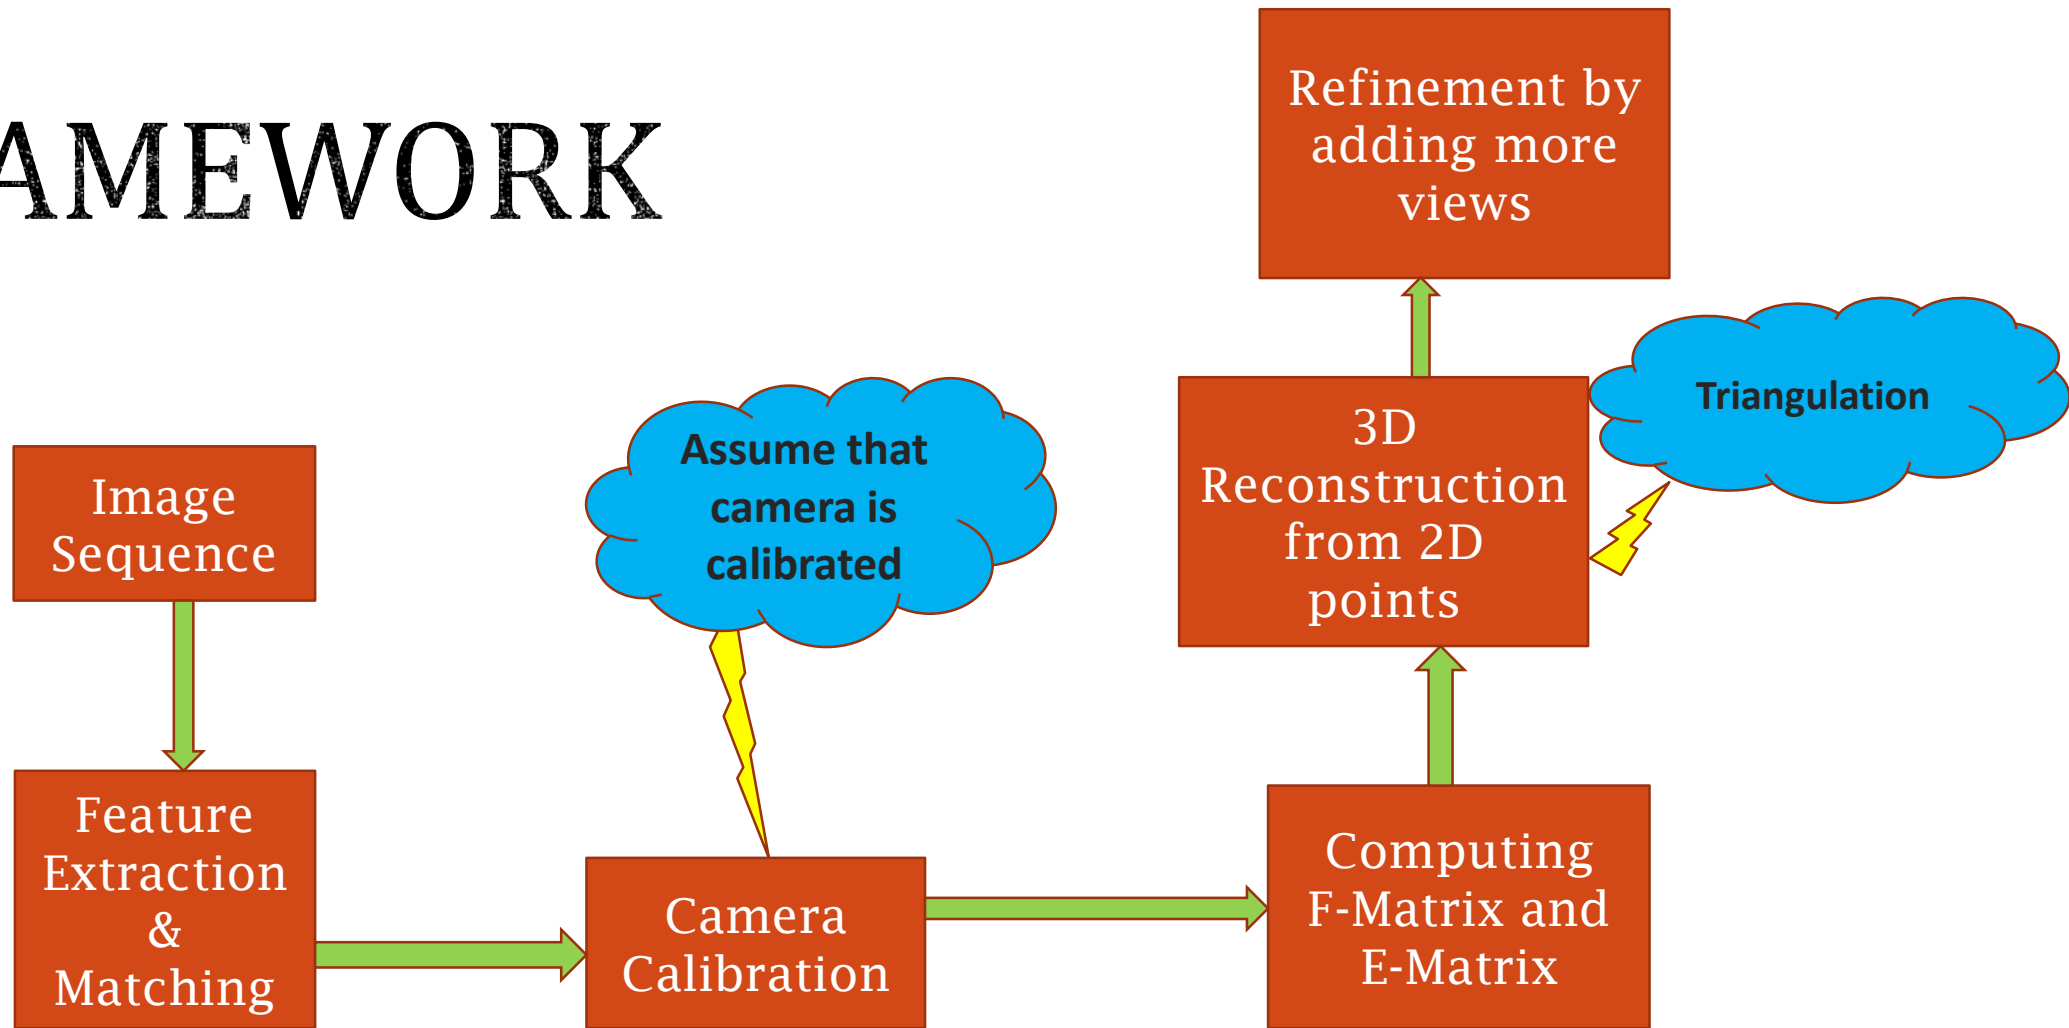 AMEWORK
Refinement by
adding more
views
Triangulation
3D
Reconstruction
from 2D
points
Assume that
camera is
calibrated
Image
Sequence
Feature
Extraction
&
Matching
Camera
Calibration
Computing
F-Matrix and
E-Matrix